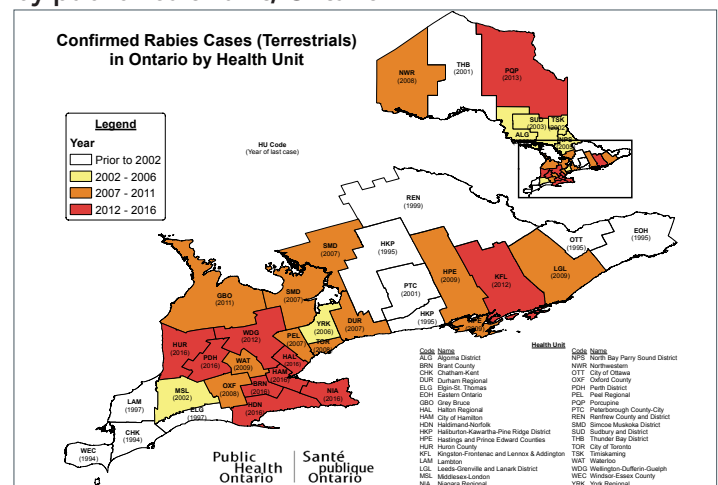 Confirmed Rabies Cases (Terrestrials)
in Ontario by Health Unit
Legend
Year
Prior to 2002
2002 - 2006
2007 - 2011
2012 - 2016
HU Code
(Year of last case)
NWR
(2008)
THB
(2001)
PQP
(2013)
SUD
(2003)
TSK
ALG
NPS
REN
(1999)
SMD
(2007)
HKP
(1995)
OTT
(1995)
EOH
(1995)
GBO
(2011)
SMD
(2007)
PTC
(2001)
HPE
(2009)
KFL
(2012)
LGL
(2009)
HKP
(1995)
YRK
(2006)
DUR
(2007)
HUR
(2016)
WDG
(2012)
PEL
(2007)
TOR
PDH
(2016)
WAT
(2009)
HAL
HAM
(2016)
MSL
(2002)
OXF
(2008)
BRN
(2016)
NIA
(2016)
HDN
(2016)
LAM
(1997)
ELG
(1997)
CHK
(1994)
WEC
(1994)
Health Unit
Code Name
ALG Algoma District
BRN Brant County
CHK Chatham-Kent
DUR Durham Regional
ELG Elgin-St. Thomas
EOH Eastern Ontario
GBO Grey Bruce
HAL Halton Regional
HAM City of Hamilton
HDN Haldimand-Norfolk
HKP Haliburton-Kawartha-Pine Ridge District
HPE Hastings and Prince Edward Counties
HUR Huron County
KFL Kingston-Frontenac and Lennox & Addington
LAM Lambton
LGL Leeds-Grenville and Lanark District
MSL Middlesex-London
NIA Niagara Regional
Code Name
NPS North Bay Parry Sound District
NWR Northwestern
OTT City of Ottawa
OXF Oxford County
PDH Perth District
PEL Peel Regional
PQP Porcupine
PTC Peterborough County-City
REN Renfrew County and District
SMD Simcoe Muskoka District
SUD Sudbury and District
THB Thunder Bay District
TOR City of Toronto
TSK Timiskaming
WAT Waterloo
WDG Wellington-Dufferin-Guelph
WEC Windsor-Essex County
YRK York Regional
Public
Health
Ontario
Santé
publique
Ontario